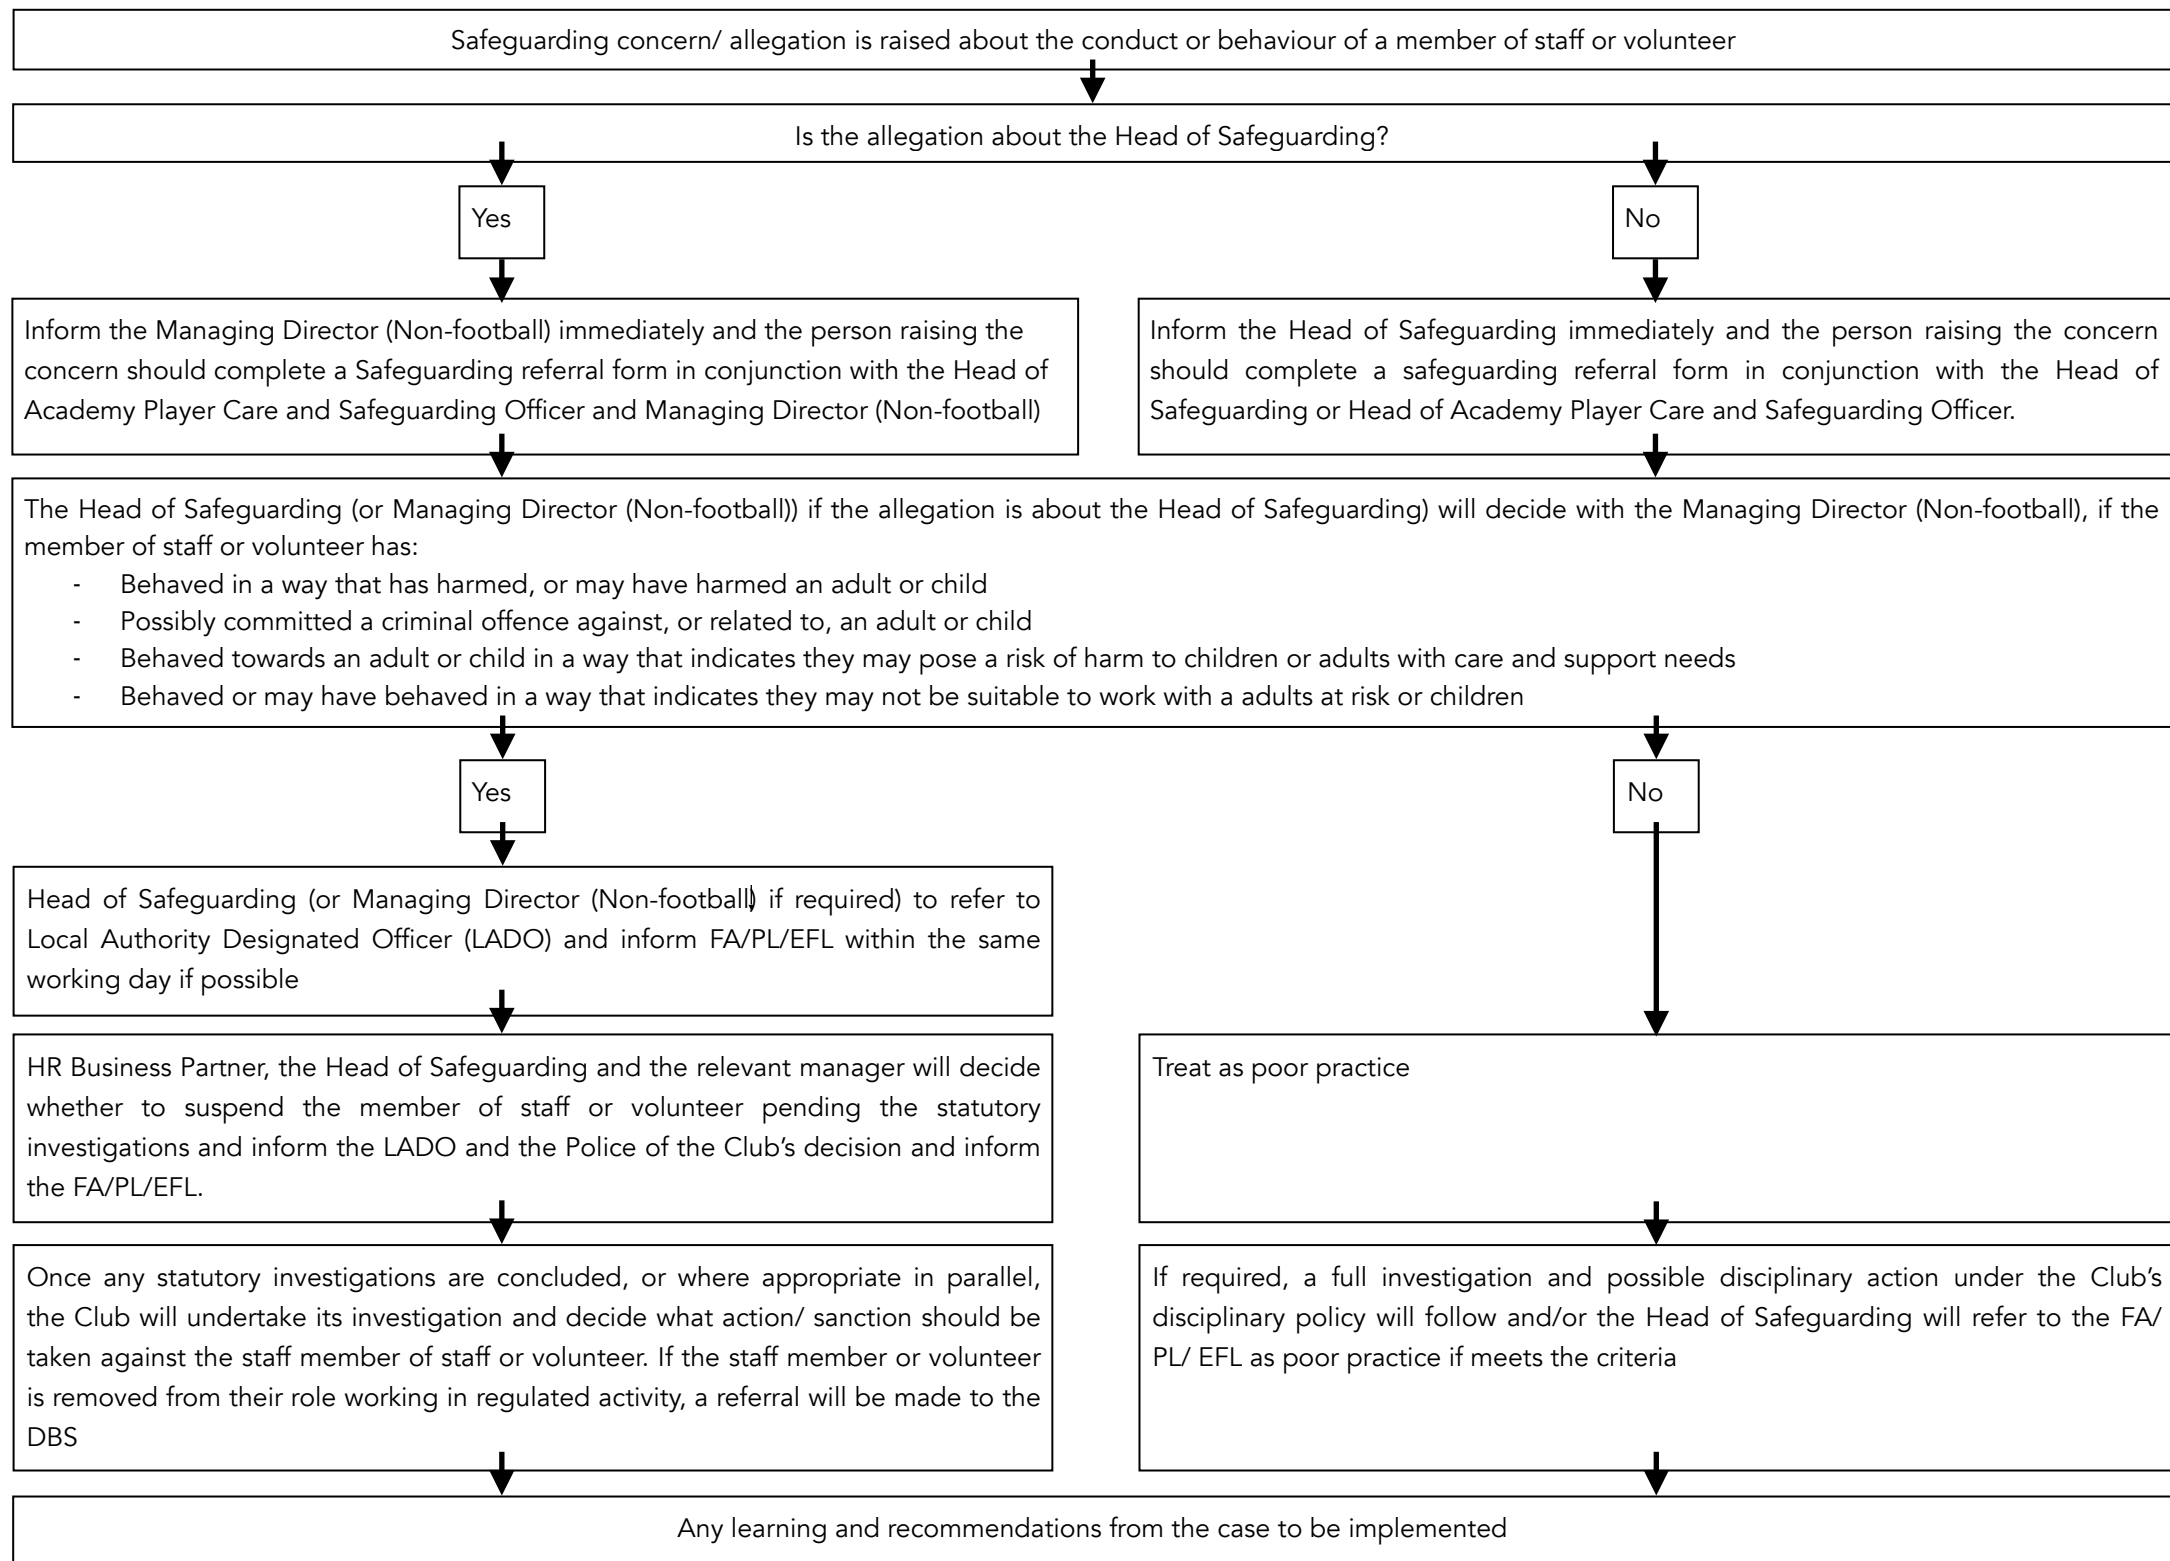 Safeguarding concern/ allegation is raised about the conduct or behaviour of a member of staff or volunteer
Is the allegation about the Head of Safeguarding?
Yes
No
Inform the Managing Director (Non-football) immediately and the person raising the
concern should complete a Safeguarding referral form in conjunction with the Head of
Academy Player Care and Safeguarding Officer and Managing Director (Non-football)
Inform the Head of Safeguarding immediately and the person raising the concern
should complete a safeguarding referral form in conjunction with the Head of
Safeguarding or Head of Academy Player Care and Safeguarding Officer.
The Head of Safeguarding (or Managing Director (Non-football)) if the allegation is about the Head of Safeguarding) will decide with the Managing Director (Non-football), if the
member of staff or volunteer has:
- Behaved in a way that has harmed, or may have harmed an adult or child
- Possibly committed a criminal offence against, or related to, an adult or child
- Behaved towards an adult or child in a way that indicates they may pose a risk of harm to children or adults with care and support needs
- Behaved or may have behaved in a way that indicates they may not be suitable to work with a adults at risk or children
Yes
No
Head of Safeguarding (or Managing Director (Non-football) if required) to refer to
Local Authority Designated Officer (LADO) and inform FA/PL/EFL within the same
working day if possible
HR Business Partner, the Head of Safeguarding and the relevant manager will decide
whether to suspend the member of staff or volunteer pending the statutory
investigations and inform the LADO and the Police of the Club's decision and inform
the FA/PL/EFL.
Treat as poor practice
Once any statutory investigations are concluded, or where appropriate in parallel,
the Club will undertake its investigation and decide what action/ sanction should be
taken against the staff member of staff or volunteer. If the staff member or volunteer
is removed from their role working in regulated activity, a referral will be made to the
DBS
If required, a full investigation and possible disciplinary action under the Club's
disciplinary policy will follow and/or the Head of Safeguarding will refer to the FA/
PL/ EFL as poor practice if meets the criteria
Any learning and recommendations from the case to be implemented